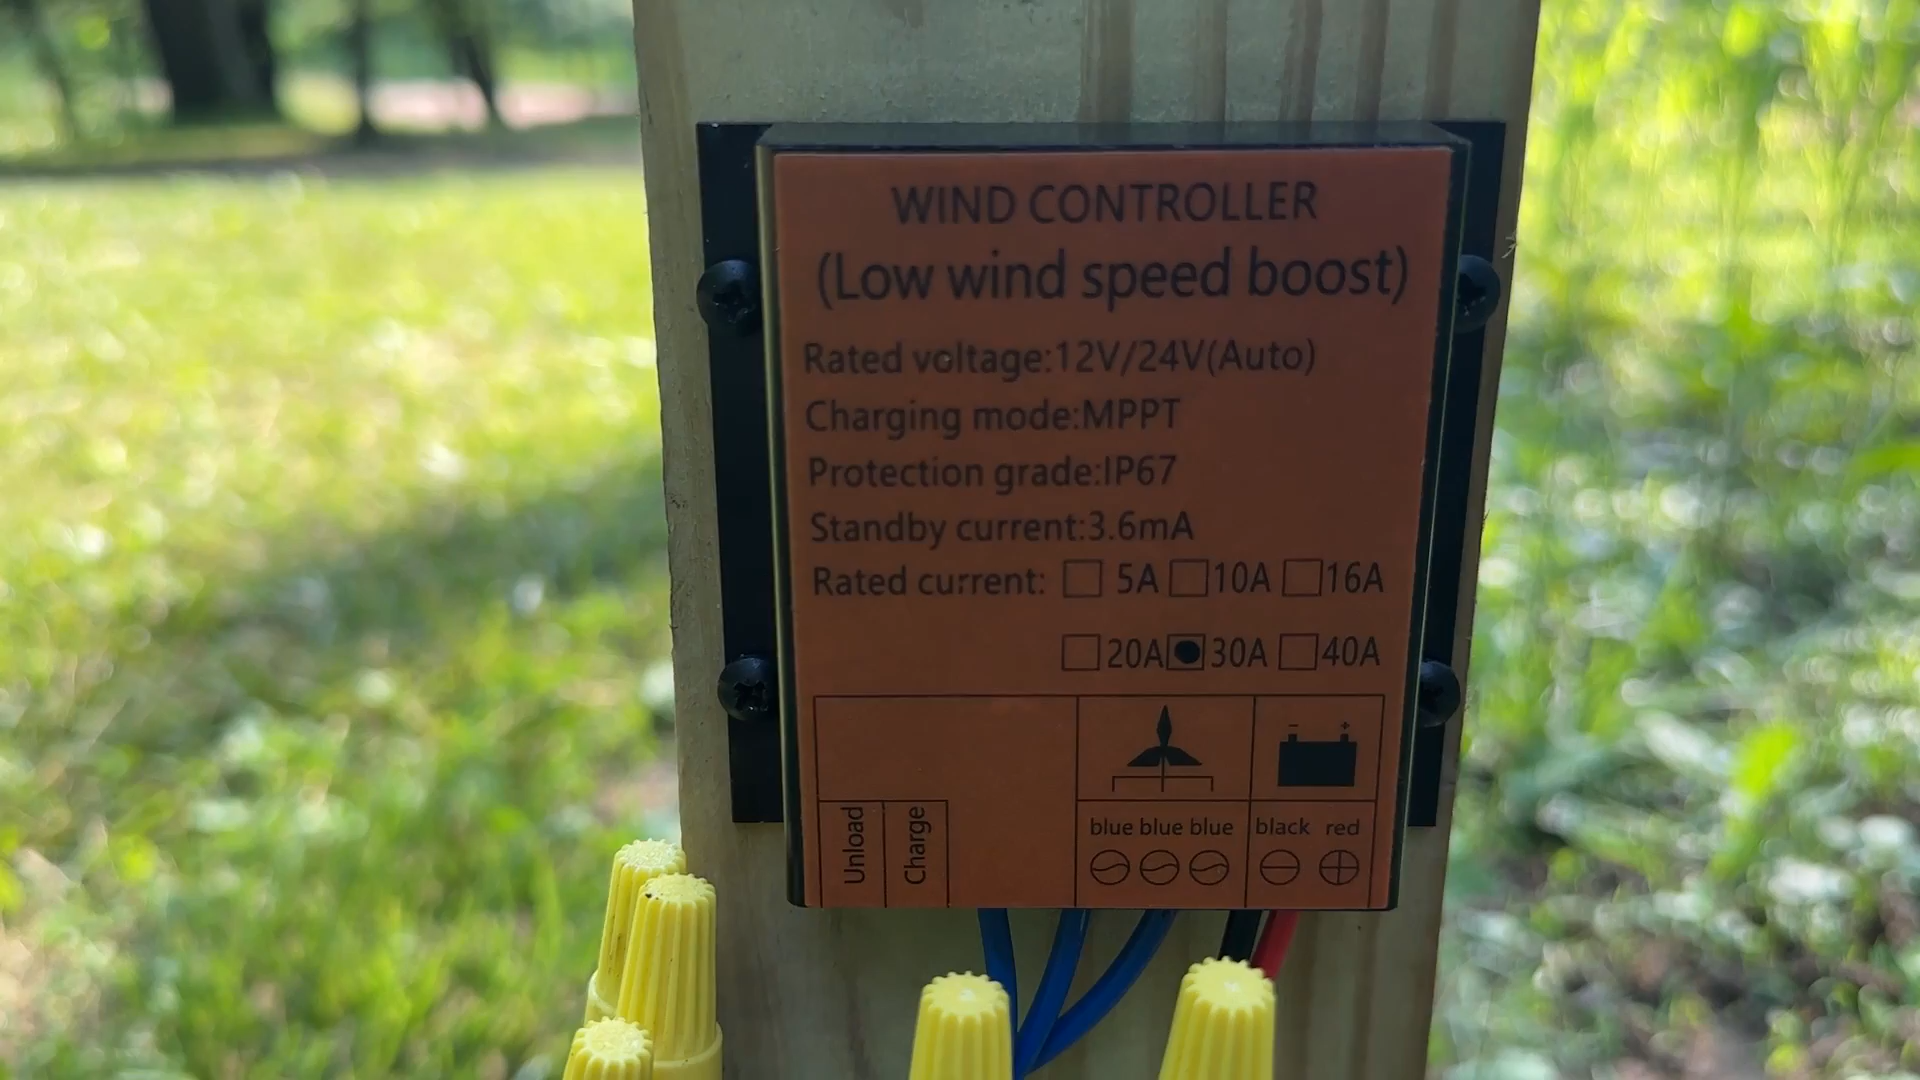 WIND CONTROLLER
(Low wind speed boost)
Rated voltage:12V/24V(Auto)
Charging mode:MPPT
Protection grade:IP67
Standby current:3.6mA
Rated current: 5A 10A 16A
20A 30A 40A
- +
Unload
Charge
blue blue blue black red